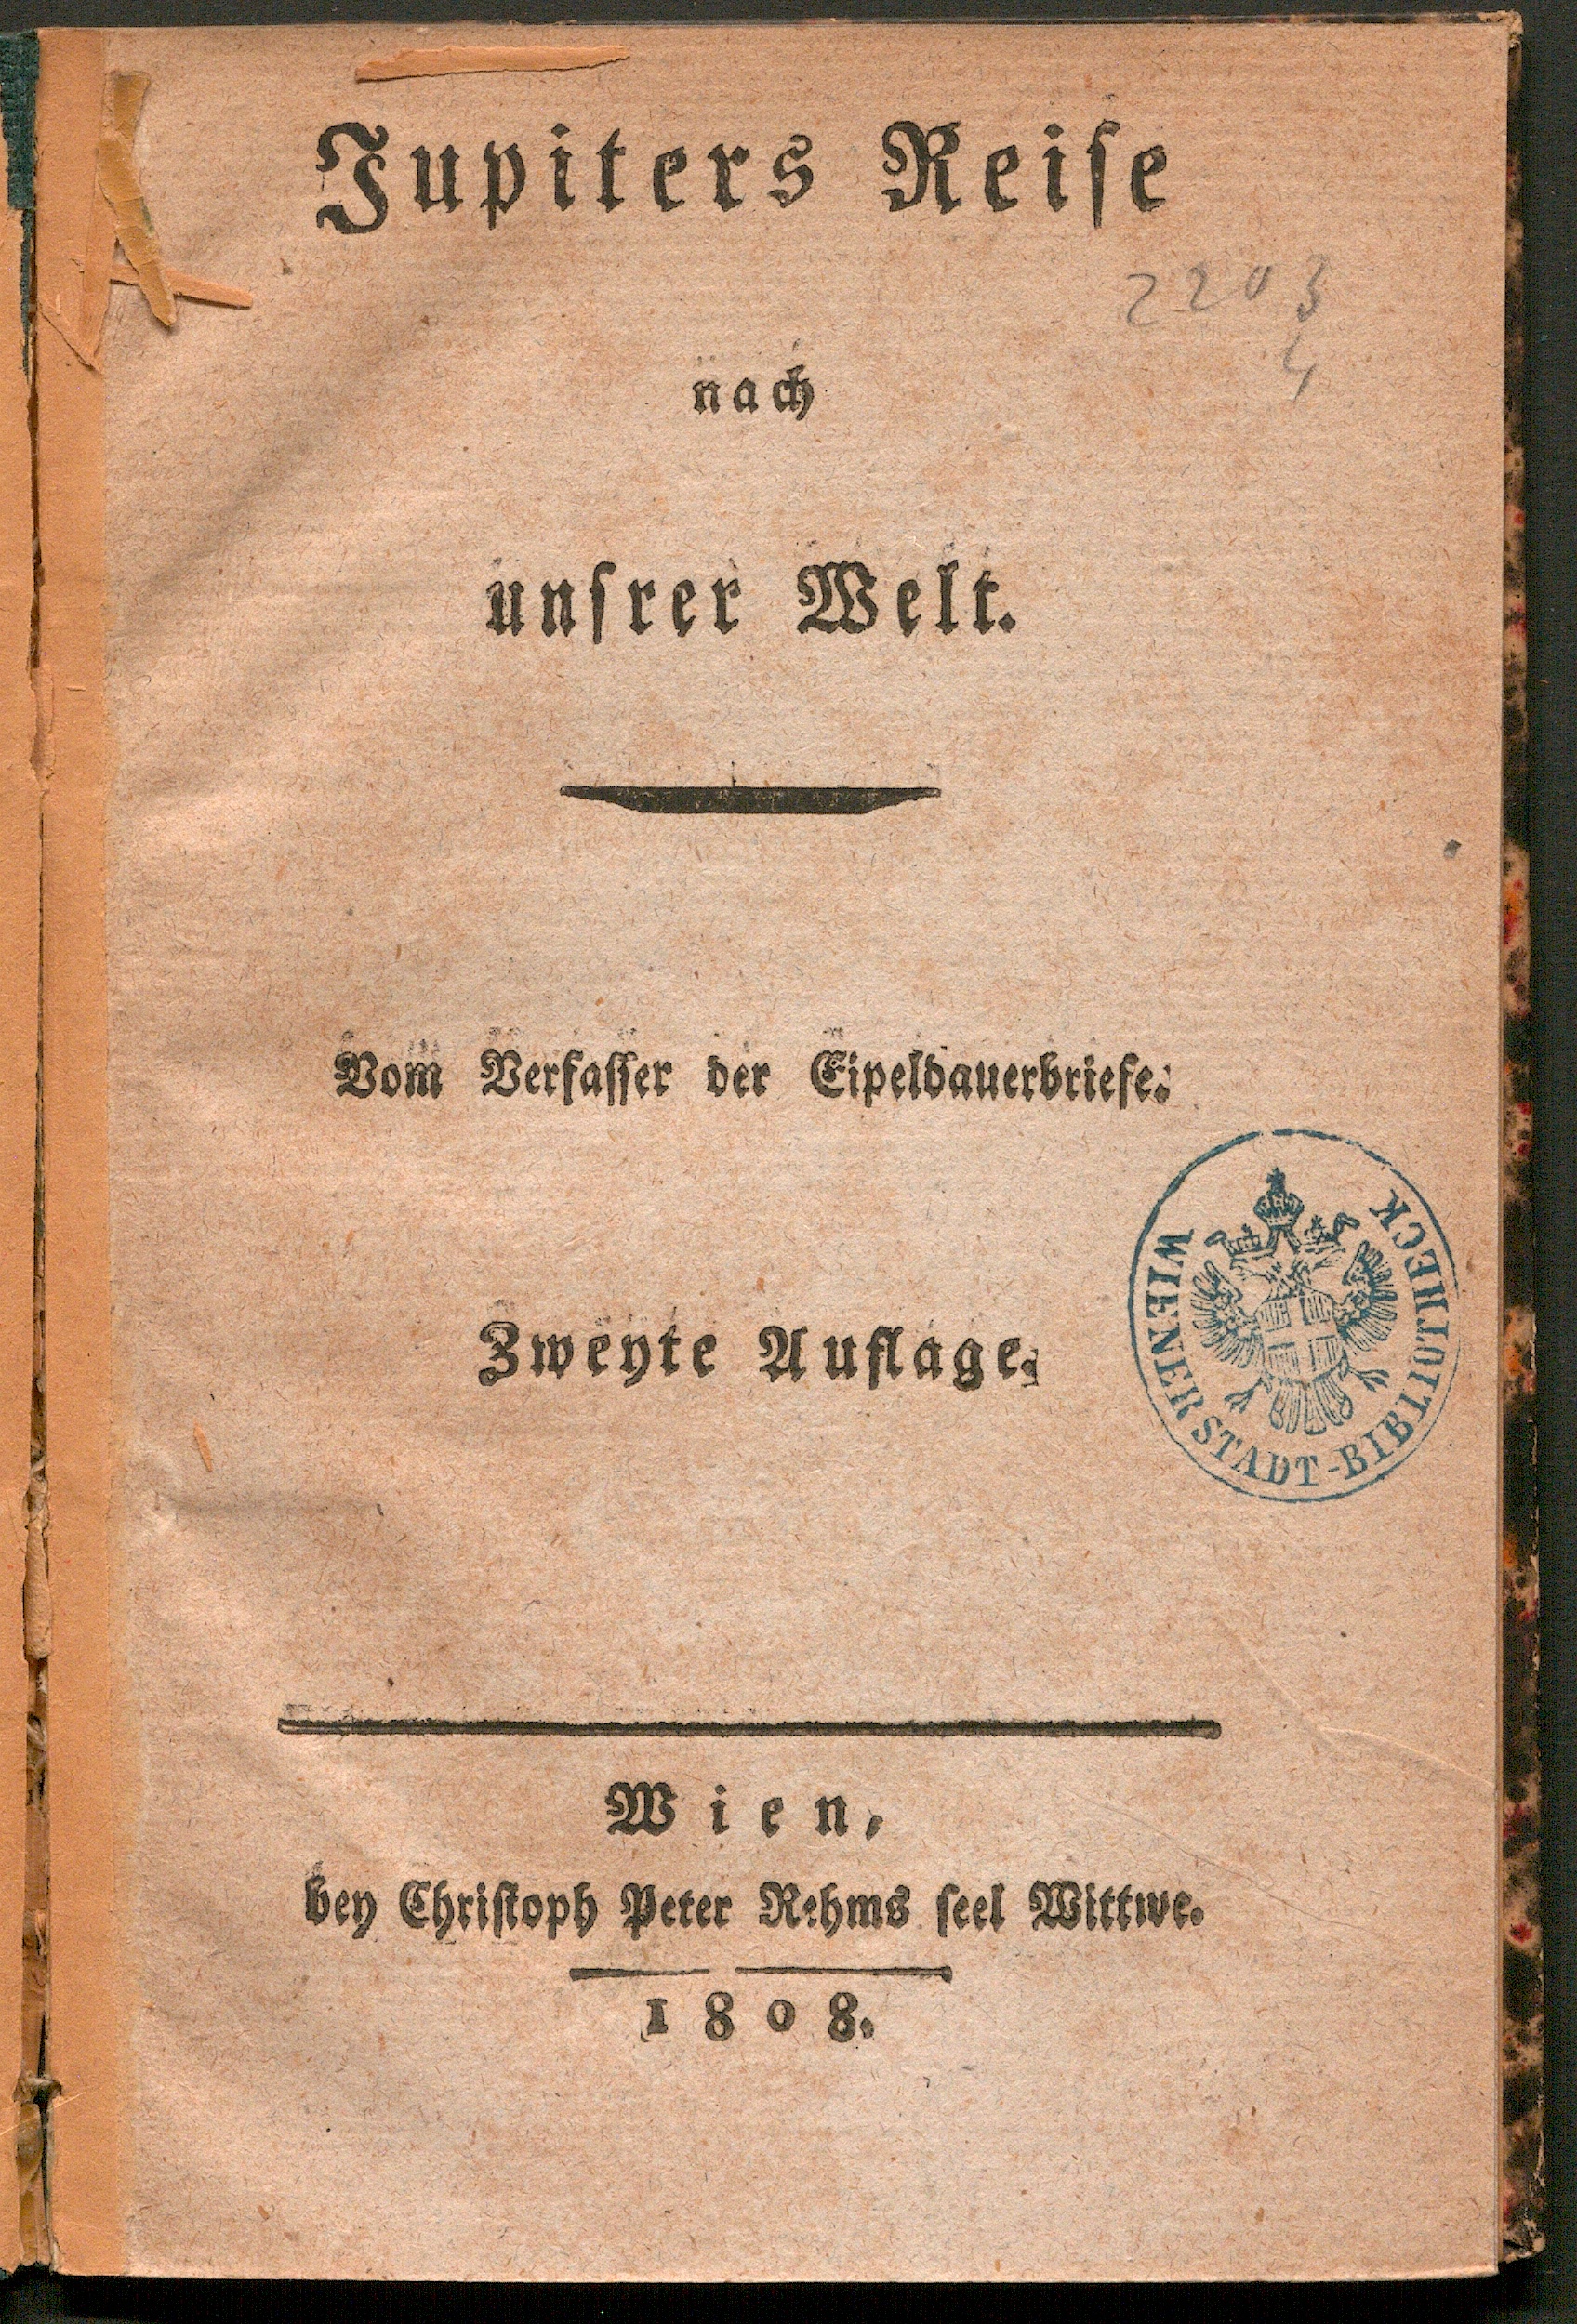 Jupiters Reise
2203
4
nach
unsrer Welt.
Vom Verfasser der Eipeldauerbriefe.
WIENER STADT-BIBLIOTHECK
Zweyte Auflage.
Wien,
bey Christoph Peter Rehms seel Wittwe.
1808.